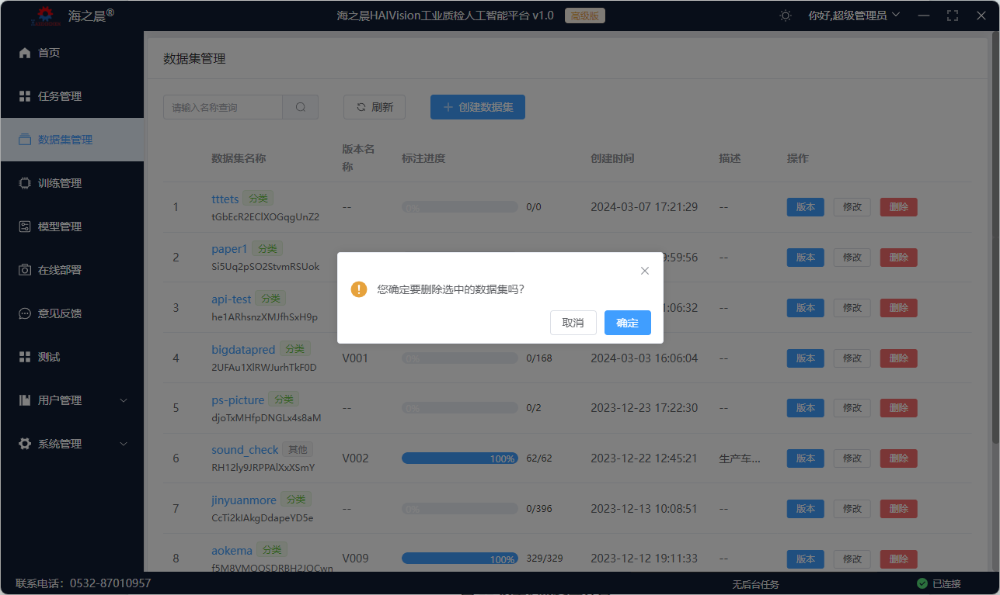 海之晨®
海之晨HAIVision工业质检人工智能平台 v1.0 高级版
你好,超级管理员
首页
任务管理
数据集管理
训练管理
模型管理
在线部署
意见反馈
测试
用户管理
系统管理
数据集管理
请输入名称查询 刷新 创建数据集
数据集名称 版本名称 标注进度 创建时间 描述 操作
1 tttets 分类 -- 0% 0/0 2024-03-07 17:21:29 -- 版本 修改 删除
tGbEcR2EClXOGqgUnZ2
2 paper1 分类 9:59:56 -- 版本 修改 删除
Si5Uq2pSO2StvmRSUok
3 api-test 分类 1:06:32 -- 版本 修改 删除
he1ARhsnzXMJfhSxH9p
您确定要删除选中的数据集吗?
取消 确定
4 bigdatapred 分类 V001 0% 0/168 2024-03-03 16:06:04 -- 版本 修改 删除
2UFAu1XlRWJurhTkF0D
5 ps-picture 分类 -- 0% 0/2 2023-12-23 17:22:30 -- 版本 修改 删除
djoTxMHfpDNGLx4s8aM
6 sound_check 其他 V002 100% 62/62 2023-12-22 12:45:21 生产车... 版本 修改 删除
RH12ly9JRPPAlXxXSmY
7 jinyuanmore 分类 -- 0% 0/396 2023-12-13 10:08:51 -- 版本 修改 删除
CcTi2kIAkgDdapeYD5e
8 aokema 分类 V009 100% 329/329 2023-12-12 19:11:33 -- 版本 修改 删除
f5M8VMOOSDRBH2JOCwn
联系电话：0532-87010957 无后台任务 已连接